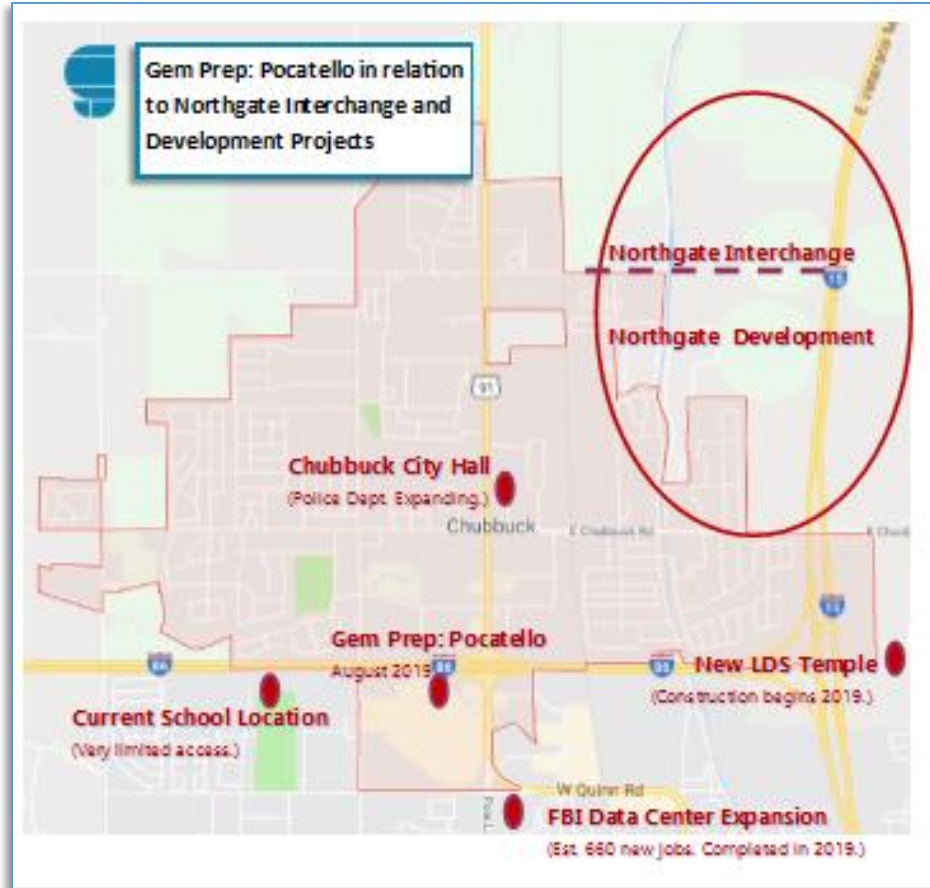 Gem Prep: Pocatello in relation
to Northgate Interchange and
Development Projects
E Veterans M
Northgate Interchange
15
Northgate Development
91
Chubbuck City Hall
(Police Dept. Expanding.)
Chubbuck
E Chubbuck Rd
E Chubb
15
Gem Prep: Pocatello
August 2019
86
86
86
New LDS Temple
(Construction begins 2019.)
Current School Location
(Very limited access.)
W Quinn Rd
FBI Data Center Expansion
(Est. 660 new jobs. Completed in 2019.)